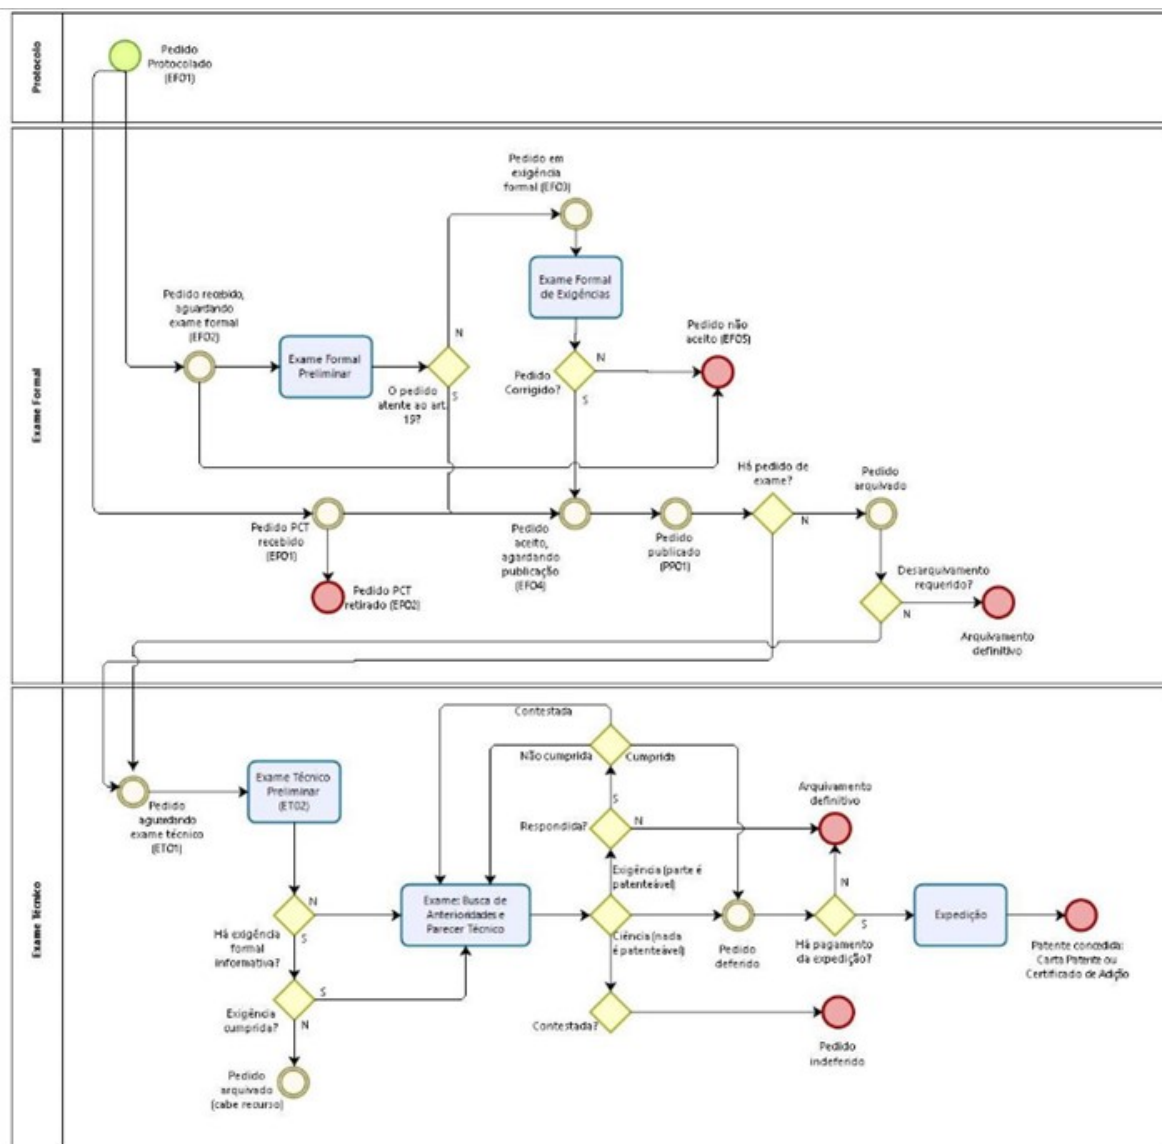 Protocolo
Pedido
Protocolado
(EF01)
Exame Formal
Pedido em
exigência
formal (EF03)
Exame Formal
de Exigências
Pedido recebido,
aguardando
exame formal
(EF02)
Exame Formal
Preliminar
N
O pedido
atente ao art.
19?
S
Pedido
Corrigido?
N
S
Pedido não
aceito (EF05)
Pedido PCT
recebido
(EP01)
Pedido PCT
retirado (EP02)
Pedido
aceito,
agardando
publicação
(EF04)
Pedido
publicado
(PP01)
Há pedido de
exame?
N
Pedido
arquivado
Desarquivamento
requerido?
N
Arquivamento
definitivo
Exame Técnico
Pedido
aguardando
exame técnico
(ET01)
Exame Técnico
Preliminar
(ET02)
N
Há exigência
formal
informativa?
S
S
Exigência
cumprida?
N
Pedido
arquivado
(cabe recurso)
Contestada
Não cumprida
Cumprida
S
Respondida?
N
Exigência (parte é
patenteável)
Exame: Busca de
Anterioridades e
Parecer Técnico
Ciência (nada
é patenteável)
Contestada?
Pedido
deferido
Arquivamento
definitivo
N
S
Há pagamento
da expedição?
Expedição
Patente concedida:
Carta Patente ou
Certificado de Adição
Pedido
indeferido